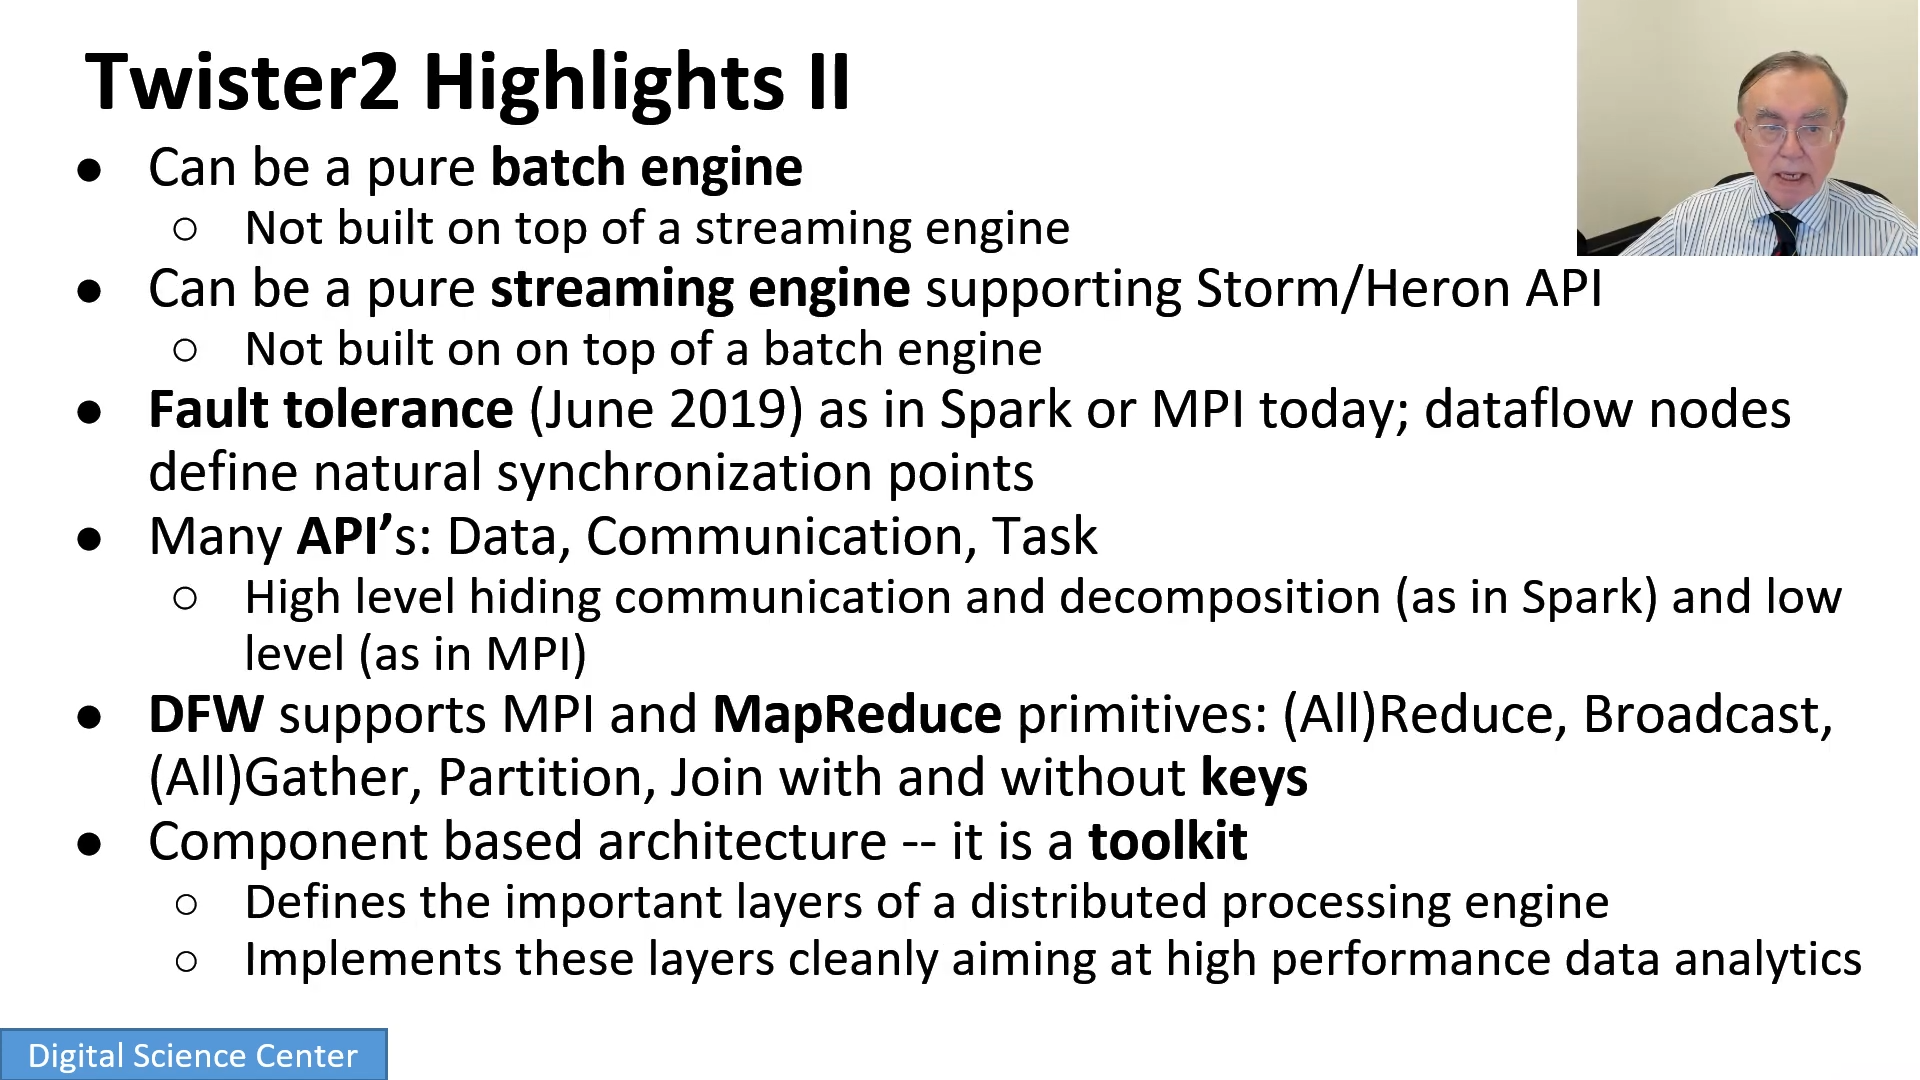 Twister2 Highlights II
● Can be a pure batch engine
○ Not built on top of a streaming engine
● Can be a pure streaming engine supporting Storm/Heron API
○ Not built on on top of a batch engine
● Fault tolerance (June 2019) as in Spark or MPI today; dataflow nodes
define natural synchronization points
● Many API’s: Data, Communication, Task
○ High level hiding communication and decomposition (as in Spark) and low
level (as in MPI)
● DFW supports MPI and MapReduce primitives: (All)Reduce, Broadcast,
(All)Gather, Partition, Join with and without keys
● Component based architecture -- it is a toolkit
○ Defines the important layers of a distributed processing engine
○ Implements these layers cleanly aiming at high performance data analytics
Digital Science Center